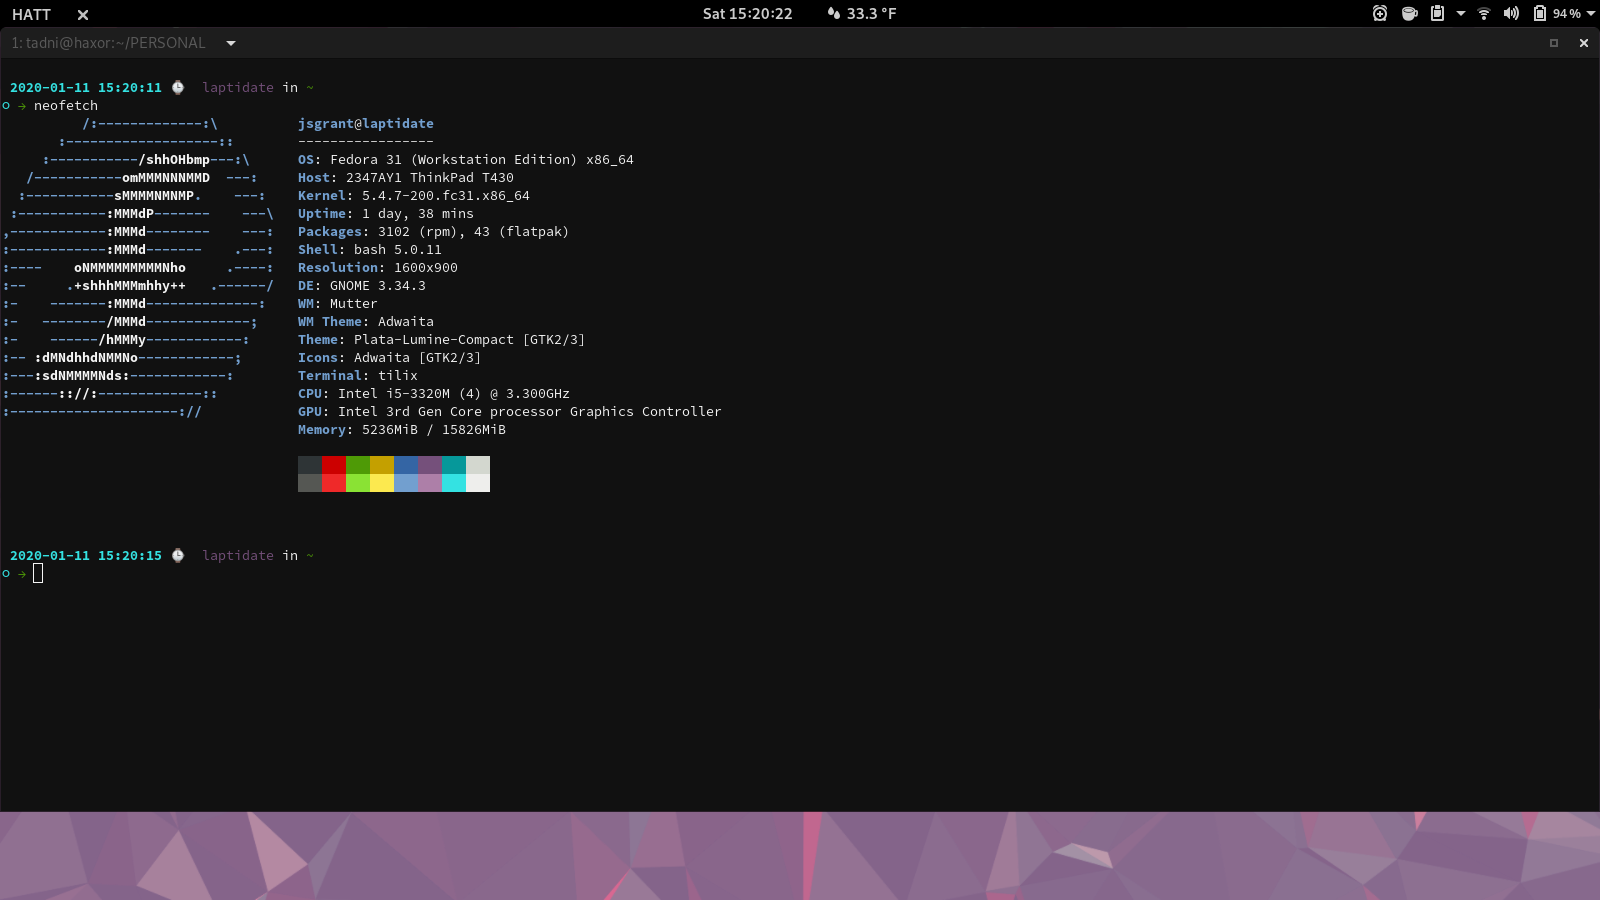 HATT Sat 15:20:22 33.3 °F 94 %
1: tadni@haxor:~/PERSONAL
2020-01-11 15:20:11 ⌚ laptidate in ~
→ neofetch
/:-------------:\ jsgrant@laptidate
:-------------------:: -----------------
:-----------/shhOHbmp---:\ OS: Fedora 31 (Workstation Edition) x86_64
/-----------omMMMNNNMMD ---: Host: 2347AY1 ThinkPad T430
:-----------sMMMMNMNMP. ---: Kernel: 5.4.7-200.fc31.x86_64
:-----------:MMMdP------- ---\ Uptime: 1 day, 38 mins
,------------:MMMd-------- ---: Packages: 3102 (rpm), 43 (flatpak)
:------------:MMMd------- .---: Shell: bash 5.0.11
:---- oNMMMMMMMMMNho .----: Resolution: 1600x900
:-- .+shhhMMMmhhy++ .------/ DE: GNOME 3.34.3
:- -------:MMMd--------------: WM: Mutter
:- --------/MMMd-------------; WM Theme: Adwaita
:- ------/hMMMy------------: Theme: Plata-Lumine-Compact [GTK2/3]
:-- :dMNdhhdNMMNo------------; Icons: Adwaita [GTK2/3]
:---:sdNMMMMNds:------------: Terminal: tilix
:------:://:-------------:: CPU: Intel i5-3320M (4) @ 3.300GHz
:---------------------:// GPU: Intel 3rd Gen Core processor Graphics Controller
Memory: 5236MiB / 15826MiB
2020-01-11 15:20:15 ⌚ laptidate in ~
→